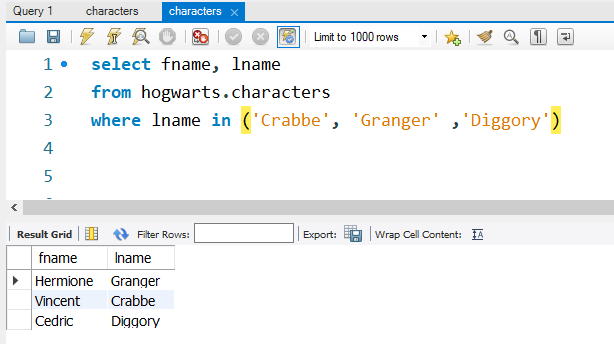 Query 1 characters characters
Limit to 1000 rows
1 select fname, lname
2 from hogwarts.characters
3 where lname in ('Crabbe', 'Granger' ,'Diggory')
4
5
Result Grid Filter Rows: Export: Wrap Cell Content: IA
fname lname
Hermione Granger
Vincent Crabbe
Cedric Diggory